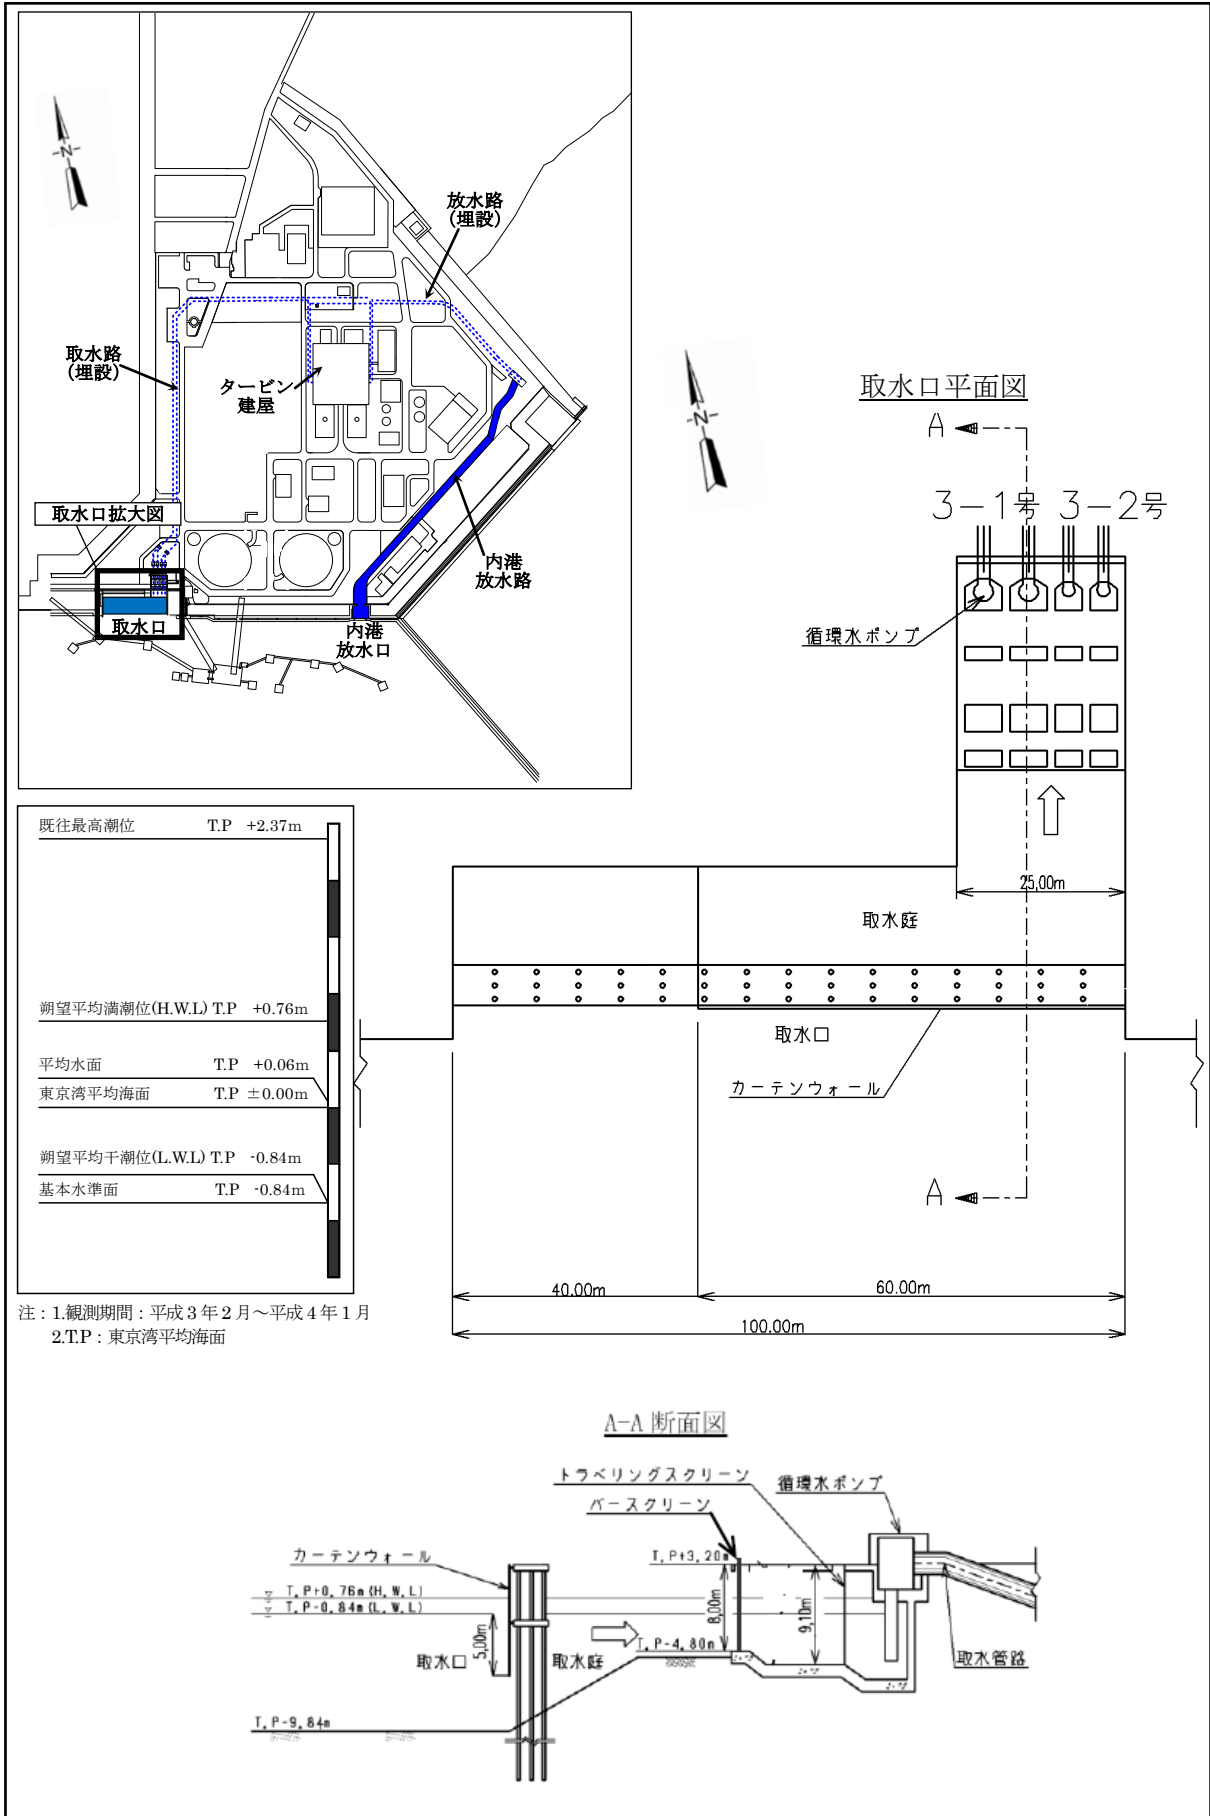 N
放水路
(埋設)
取水路
(埋設)
タービン
建屋
取水口拡大図
取水口
内港
放水路
内港
放水口
N
取水口平面図
A
3-1号 3-2号
循環水ポンプ
25.00m
取水庭
取水口
カーテンウォール
A
40.00m
60.00m
100.00m
既往最高潮位 T.P +2.37m
朔望平均満潮位(H.W.L) T.P +0.76m
平均水面 T.P +0.06m
東京湾平均海面 T.P ±0.00m
朔望平均干潮位(L.W.L) T.P -0.84m
基本水準面 T.P -0.84m
注：1.観測期間：平成3年2月～平成4年1月
2.T.P：東京湾平均海面
A-A 断面図
トラベリングスクリーン
循環水ポンプ
バースクリーン
カーテンウォール
T.P+3.20m
T.P+0.76m(H.W.L)
T.P-0.84m(L.W.L)
8.00m
9.10m
5.00m
取水口
取水庭
T.P-4.80m
取水管路
T.P-9.84m